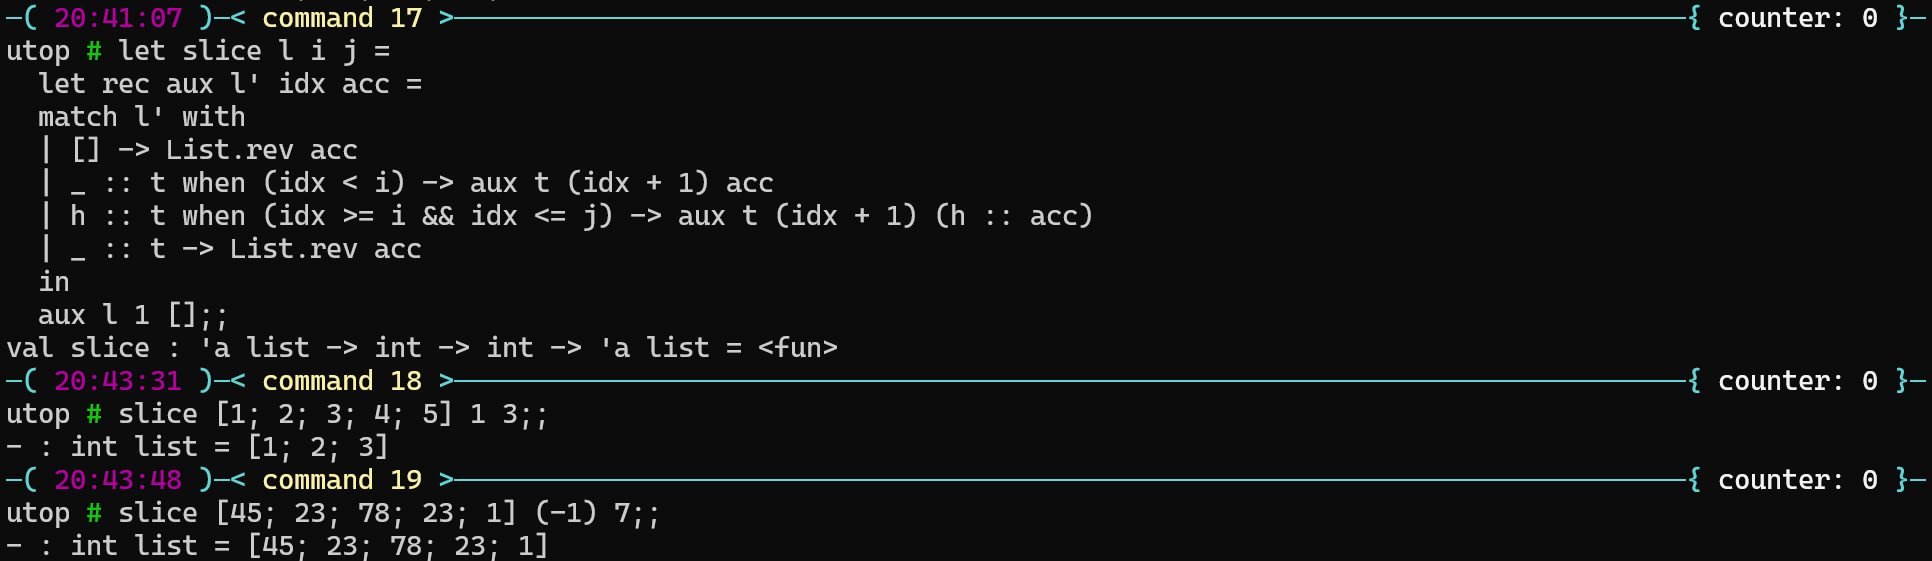 ─( 20:41:07 )─< command 17 >──────────{ counter: 0 }─
utop # let slice l i j =
  let rec aux l' idx acc =
  match l' with
  | [] -> List.rev acc
  | _ :: t when (idx < i) -> aux t (idx + 1) acc
  | h :: t when (idx >= i && idx <= j) -> aux t (idx + 1) (h :: acc)
  | _ :: t -> List.rev acc
  in
  aux l 1 [];;
val slice : 'a list -> int -> int -> 'a list = <fun>
─( 20:43:31 )─< command 18 >──────────{ counter: 0 }─
utop # slice [1; 2; 3; 4; 5] 1 3;;
- : int list = [1; 2; 3]
─( 20:43:48 )─< command 19 >──────────{ counter: 0 }─
utop # slice [45; 23; 78; 23; 1] (-1) 7;;
- : int list = [45; 23; 78; 23; 1]